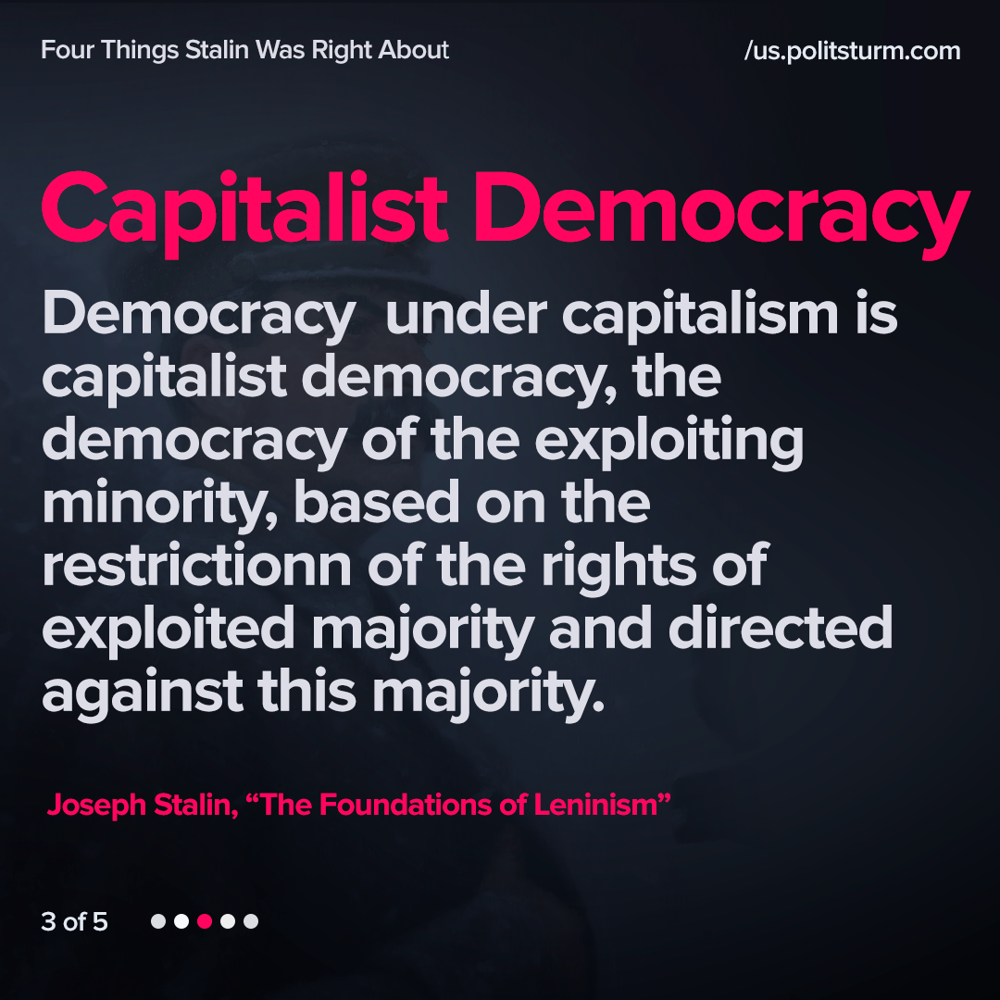 Four Things Stalin Was Right About
/us.politsturm.com
Capitalist Democracy
Democracy  under capitalism is
capitalist democracy, the
democracy of the exploiting
minority, based on the
restrictionn of the rights of
exploited majority and directed
against this majority.
Joseph Stalin, “The Foundations of Leninism”
3 of 5